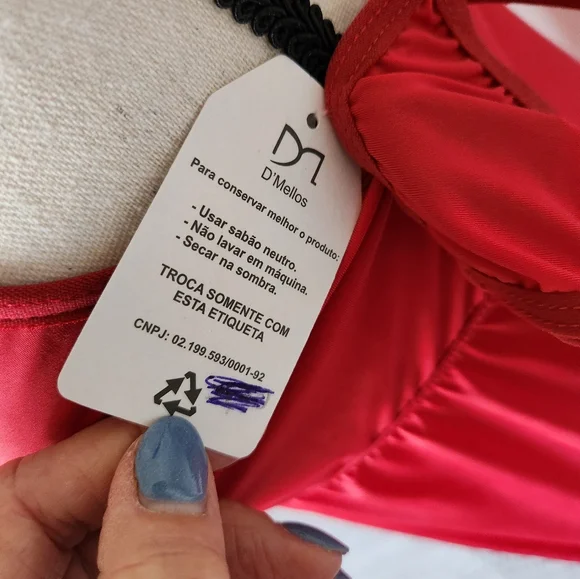 D'Mellos
Para conservar melhor o produto:
- Usar sabão neutro.
- Não lavar em máquina.
- Secar na sombra.
TROCA SOMENTE COM
ESTA ETIQUETA
CNPJ: 02.199.593/0001-92